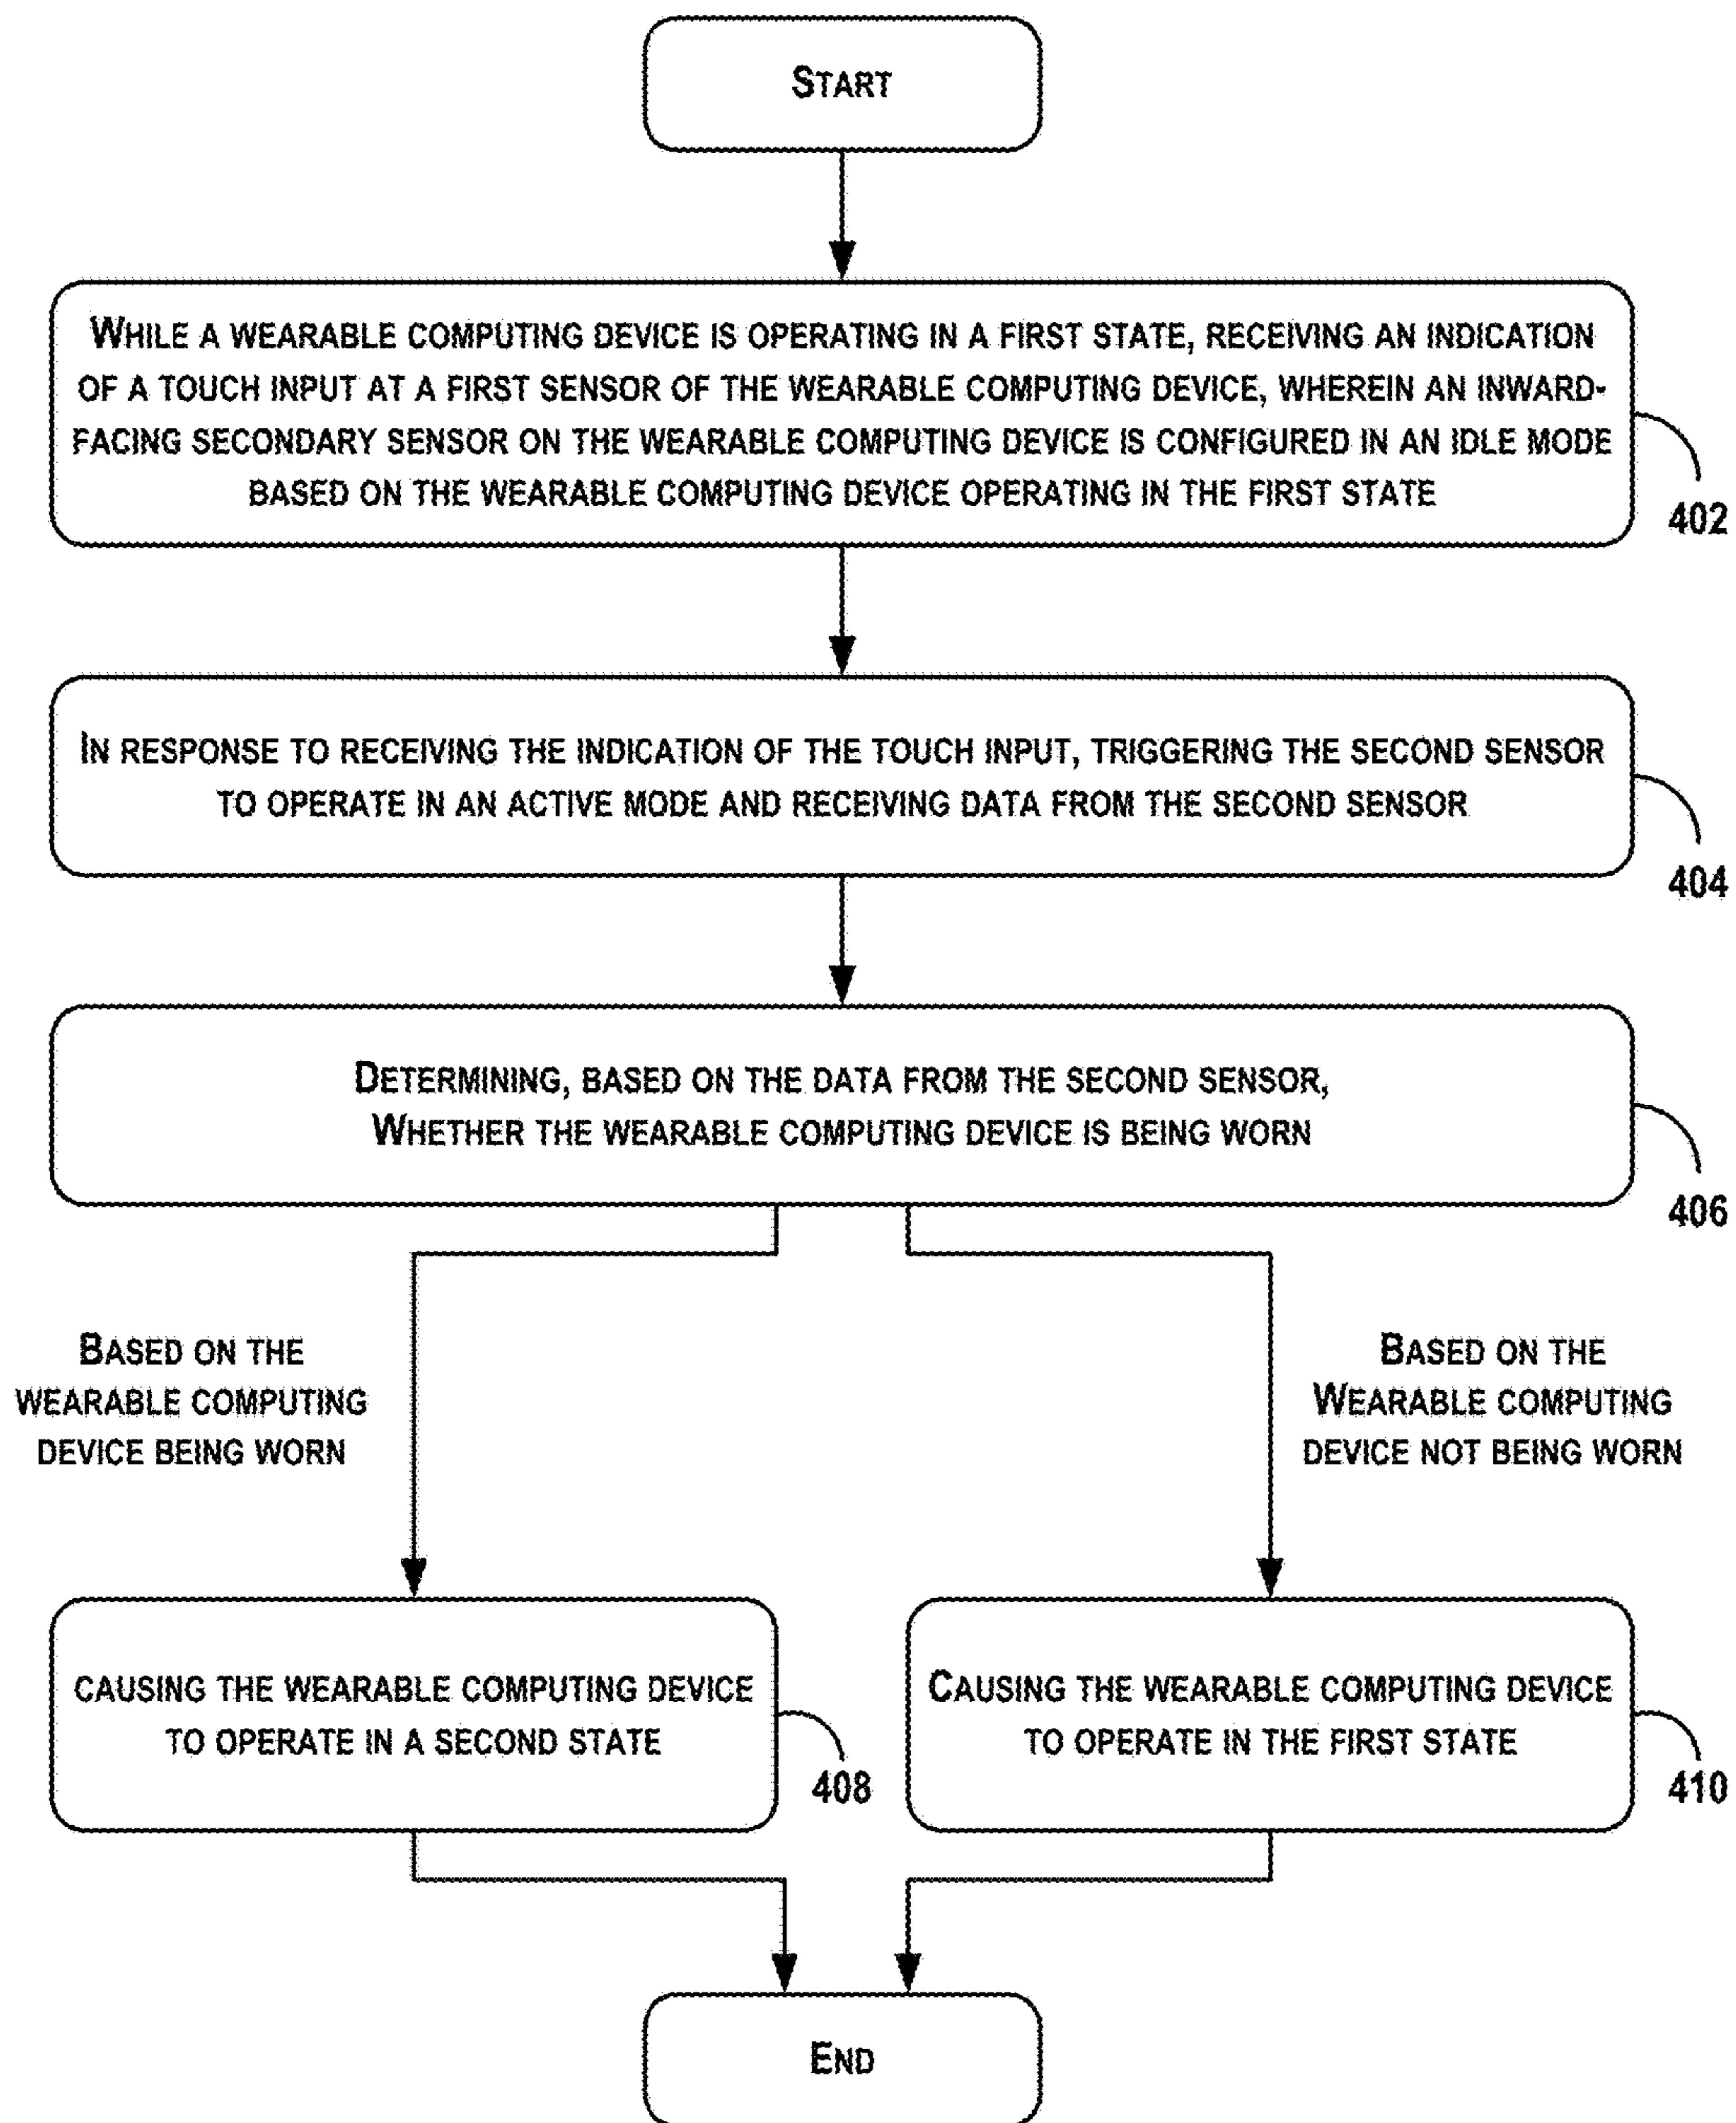 START
WHILE A WEARABLE COMPUTING DEVICE IS OPERATING IN A FIRST STATE, RECEIVING AN INDICATION
OF A TOUCH INPUT AT A FIRST SENSOR OF THE WEARABLE COMPUTING DEVICE, WHEREIN AN INWARD-
FACING SECONDARY SENSOR ON THE WEARABLE COMPUTING DEVICE IS CONFIGURED IN AN IDLE MODE
BASED ON THE WEARABLE COMPUTING DEVICE OPERATING IN THE FIRST STATE
402
IN RESPONSE TO RECEIVING THE INDICATION OF THE TOUCH INPUT, TRIGGERING THE SECOND SENSOR
TO OPERATE IN AN ACTIVE MODE AND RECEIVING DATA FROM THE SECOND SENSOR
404
DETERMINING, BASED ON THE DATA FROM THE SECOND SENSOR,
WHETHER THE WEARABLE COMPUTING DEVICE IS BEING WORN
406
BASED ON THE
WEARABLE COMPUTING
DEVICE BEING WORN
BASED ON THE
WEARABLE COMPUTING
DEVICE NOT BEING WORN
CAUSING THE WEARABLE COMPUTING DEVICE
TO OPERATE IN A SECOND STATE
408
CAUSING THE WEARABLE COMPUTING DEVICE
TO OPERATE IN THE FIRST STATE
410
END